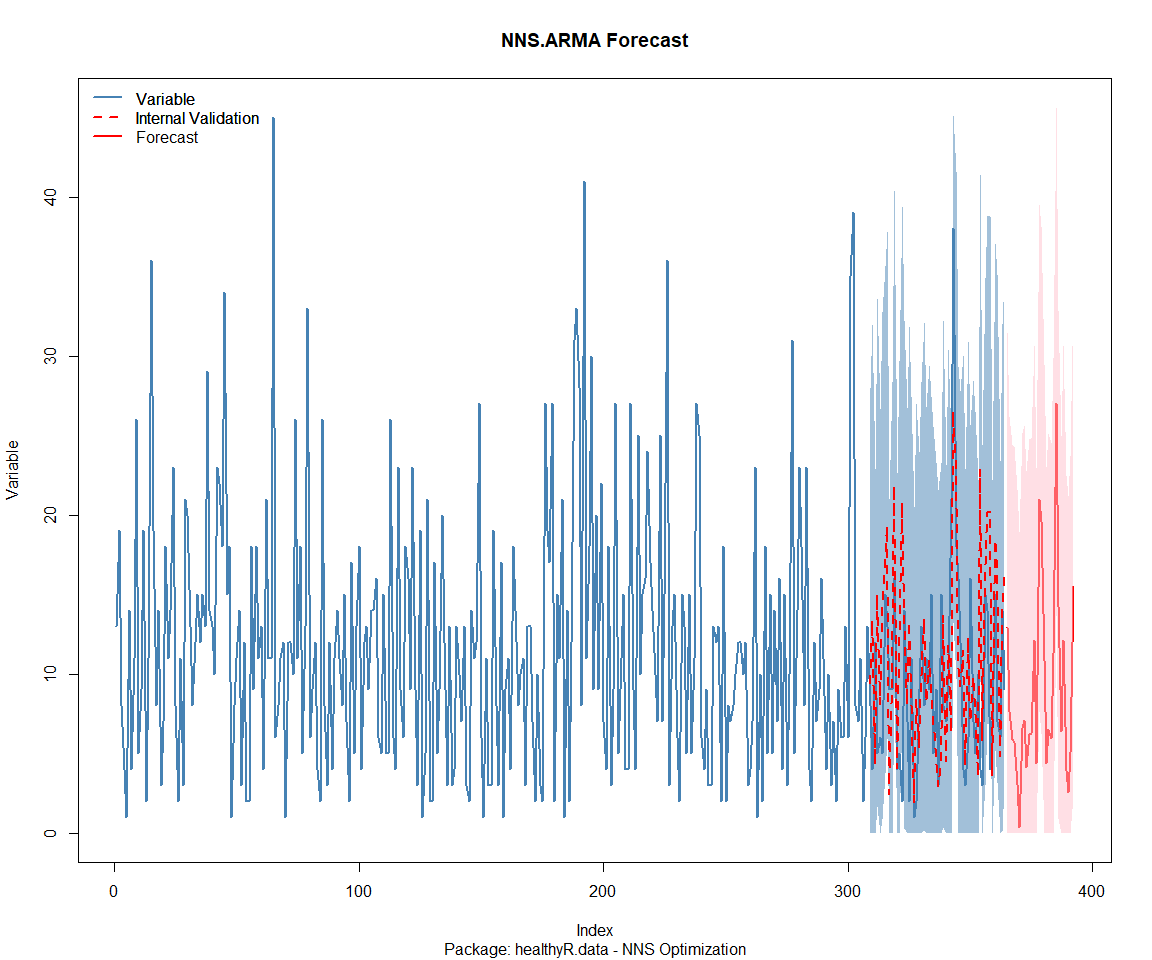 NNS.ARMA Forecast
Variable
Internal Validation
Forecast
Variable
40
30
20
10
0
0 100 200 300 400
Index
Package: healthyR.data - NNS Optimization